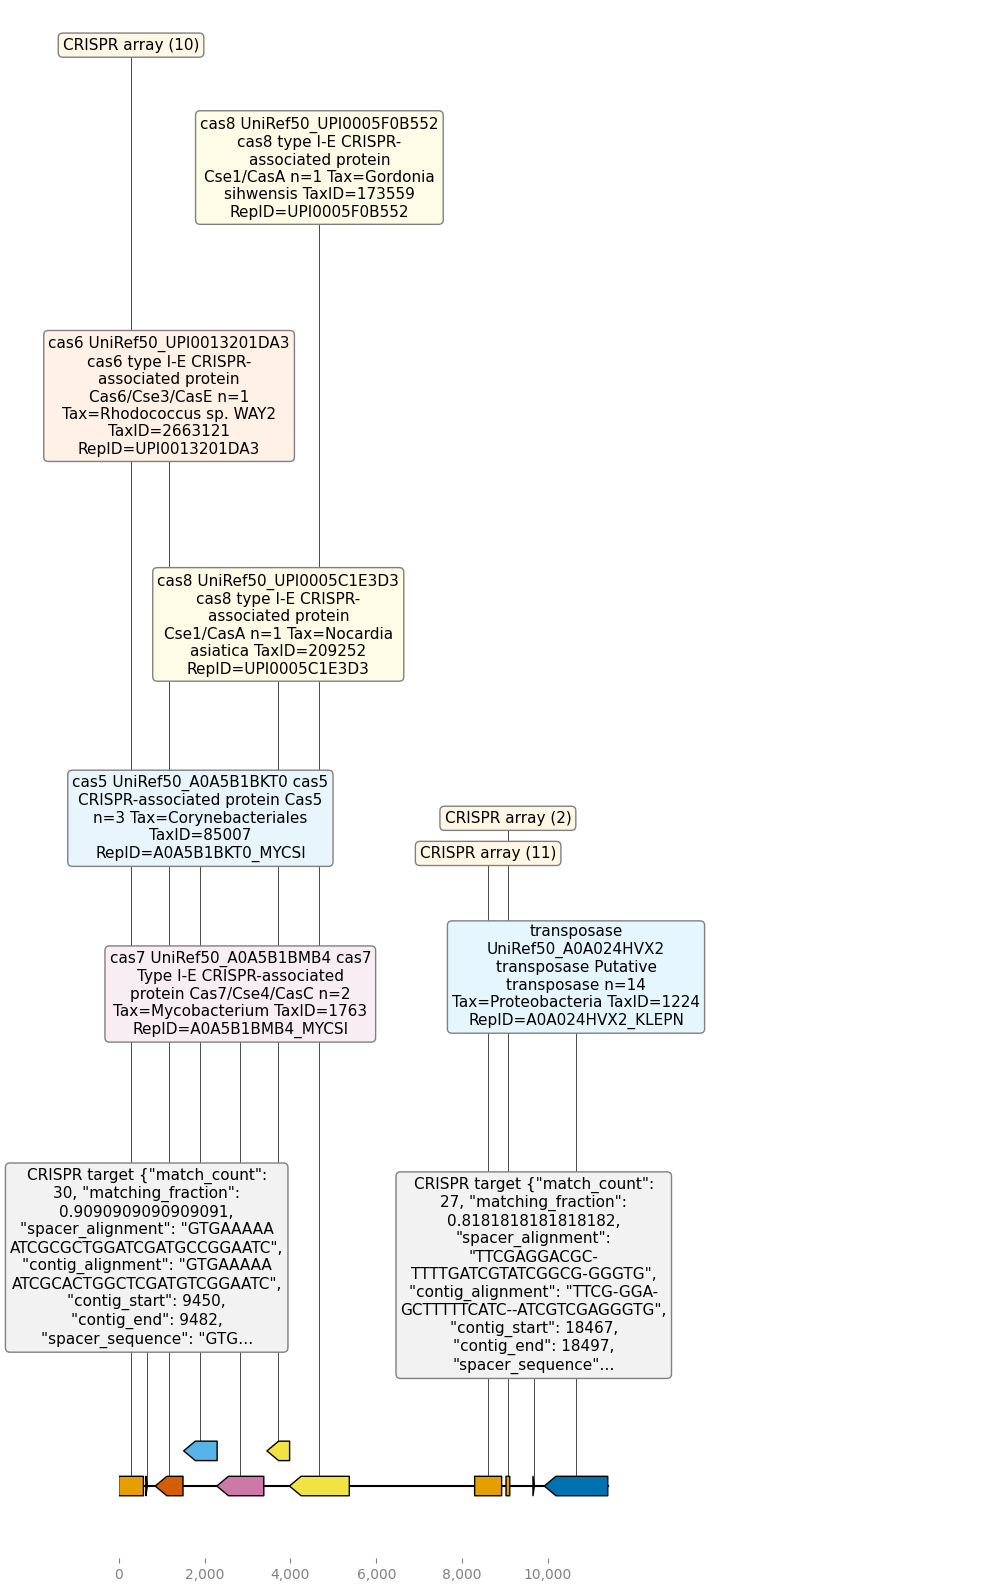 CRISPR array (10)
cas8 UniRef50_UPI0005F0B552
cas8 type I-E CRISPR-
associated protein
Cse1/CasA n=1 Tax=Gordonia
sihwensis TaxID=173559
RepID=UPI0005F0B552
cas6 UniRef50_UPI0013201DA3
cas6 type I-E CRISPR-
associated protein
Cas6/Cse3/CasE n=1
Tax=Rhodococcus sp. WAY2
TaxID=2663121
RepID=UPI0013201DA3
cas8 UniRef50_UPI0005C1E3D3
cas8 type I-E CRISPR-
associated protein
Cse1/CasA n=1 Tax=Nocardia
asiatica TaxID=209252
RepID=UPI0005C1E3D3
cas5 UniRef50_A0A5B1BKT0 cas5
CRISPR-associated protein Cas5
n=3 Tax=Corynebacteriales
TaxID=85007
RepID=A0A5B1BKT0_MYCSI
CRISPR array (2)
CRISPR array (11)
transposase
UniRef50_A0A024HVX2
transposase Putative
transposase n=14
Tax=Proteobacteria TaxID=1224
RepID=A0A024HVX2_KLEPN
cas7 UniRef50_A0A5B1BMB4 cas7
Type I-E CRISPR-associated
protein Cas7/Cse4/CasC n=2
Tax=Mycobacterium TaxID=1763
RepID=A0A5B1BMB4_MYCSI
CRISPR target {"match_count":
30, "matching_fraction":
0.9090909090909091,
"spacer_alignment": "GTGAAAAA
ATCGCGCTGGATCGATGCCGGAATC",
"contig_alignment": "GTGAAAAA
ATCGCACTGGCTCGATGTCGGAATC",
"contig_start": 9450,
"contig_end": 9482,
"spacer_sequence": "GTG...
CRISPR target {"match_count":
27, "matching_fraction":
0.8181818181818182,
"spacer_alignment":
"TTCGAGGACGC-
TTTTGATCGTATCGGCG-GGGTG",
"contig_alignment": "TTCG-GGA-
GCTTTTTCATC--ATCGTCGAGGGTG",
"contig_start": 18467,
"contig_end": 18497,
"spacer_sequence"...
0 2,000 4,000 6,000 8,000 10,000